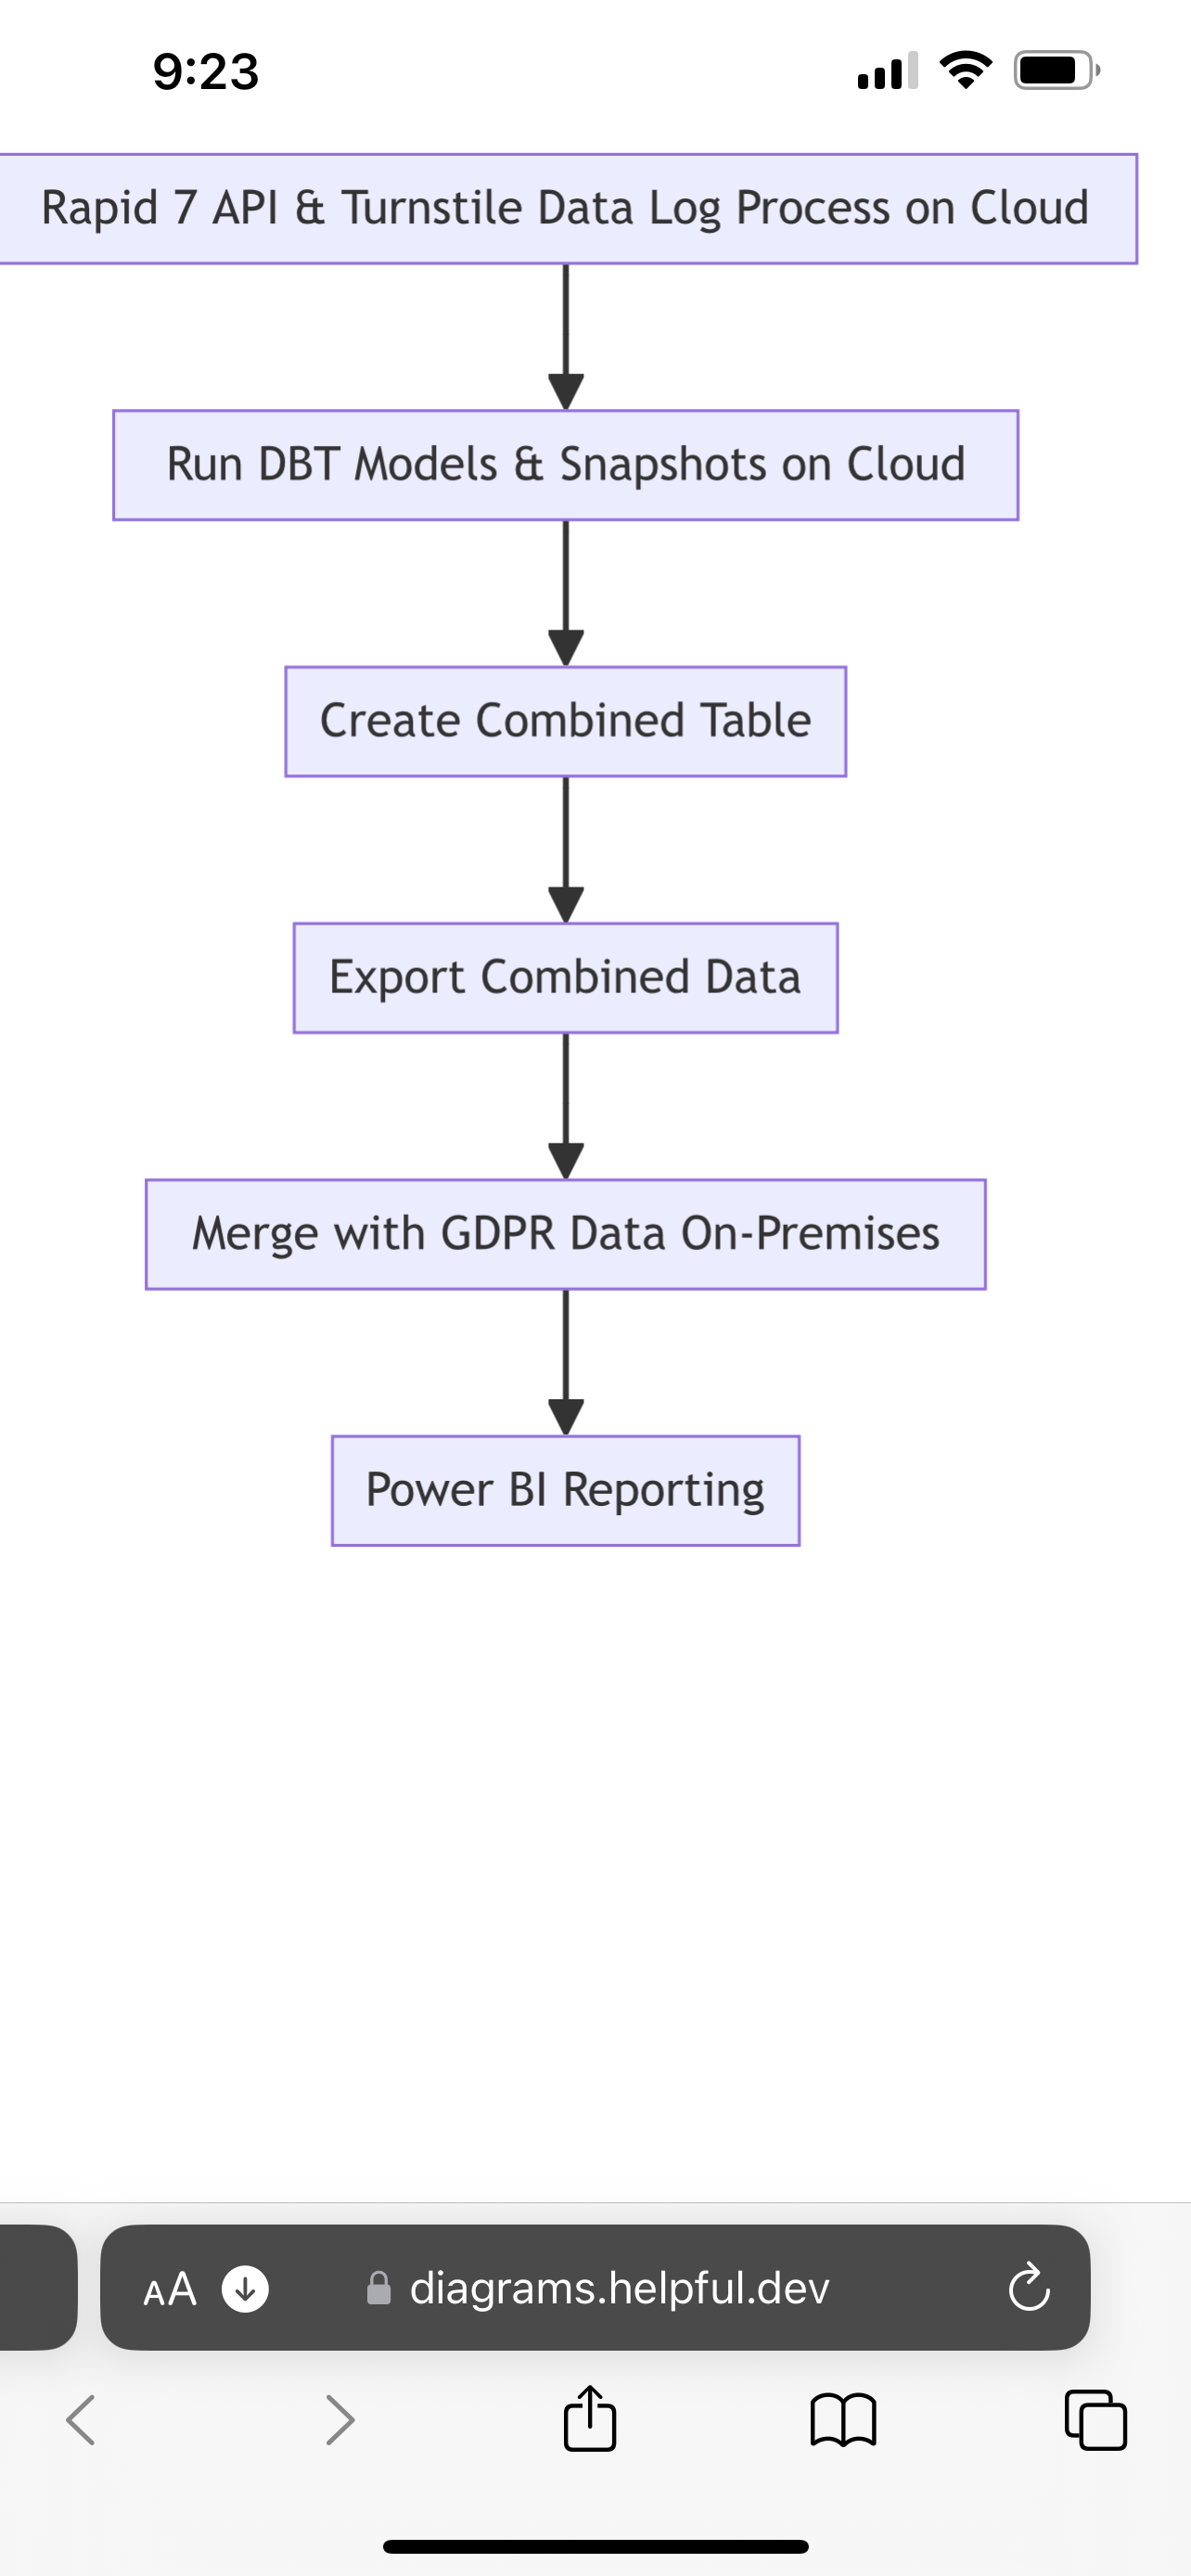 9:23
Rapid 7 API & Turnstile Data Log Process on Cloud
Run DBT Models & Snapshots on Cloud
Create Combined Table
Export Combined Data
Merge with GDPR Data On-Premises
Power BI Reporting
AA diagrams.helpful.dev